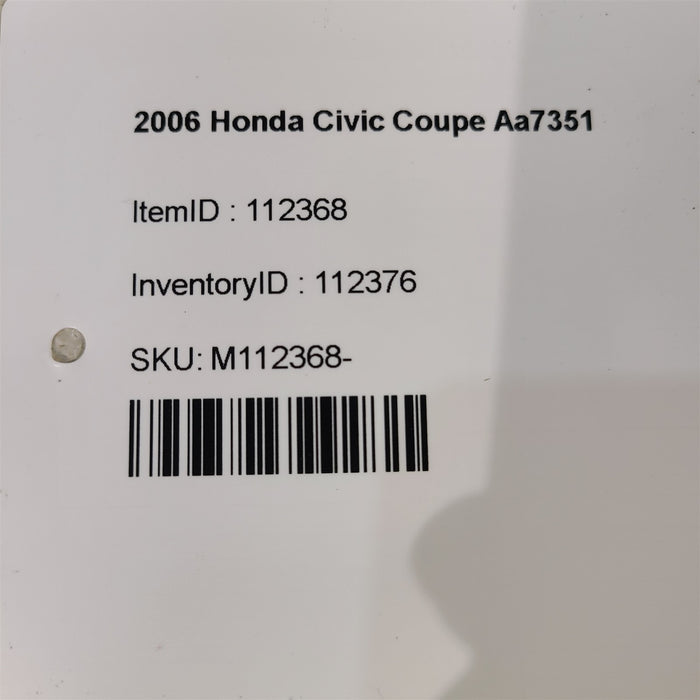 2006 Honda Civic Coupe Aa7351
ItemID : 112368
InventoryID : 112376
SKU: M112368-